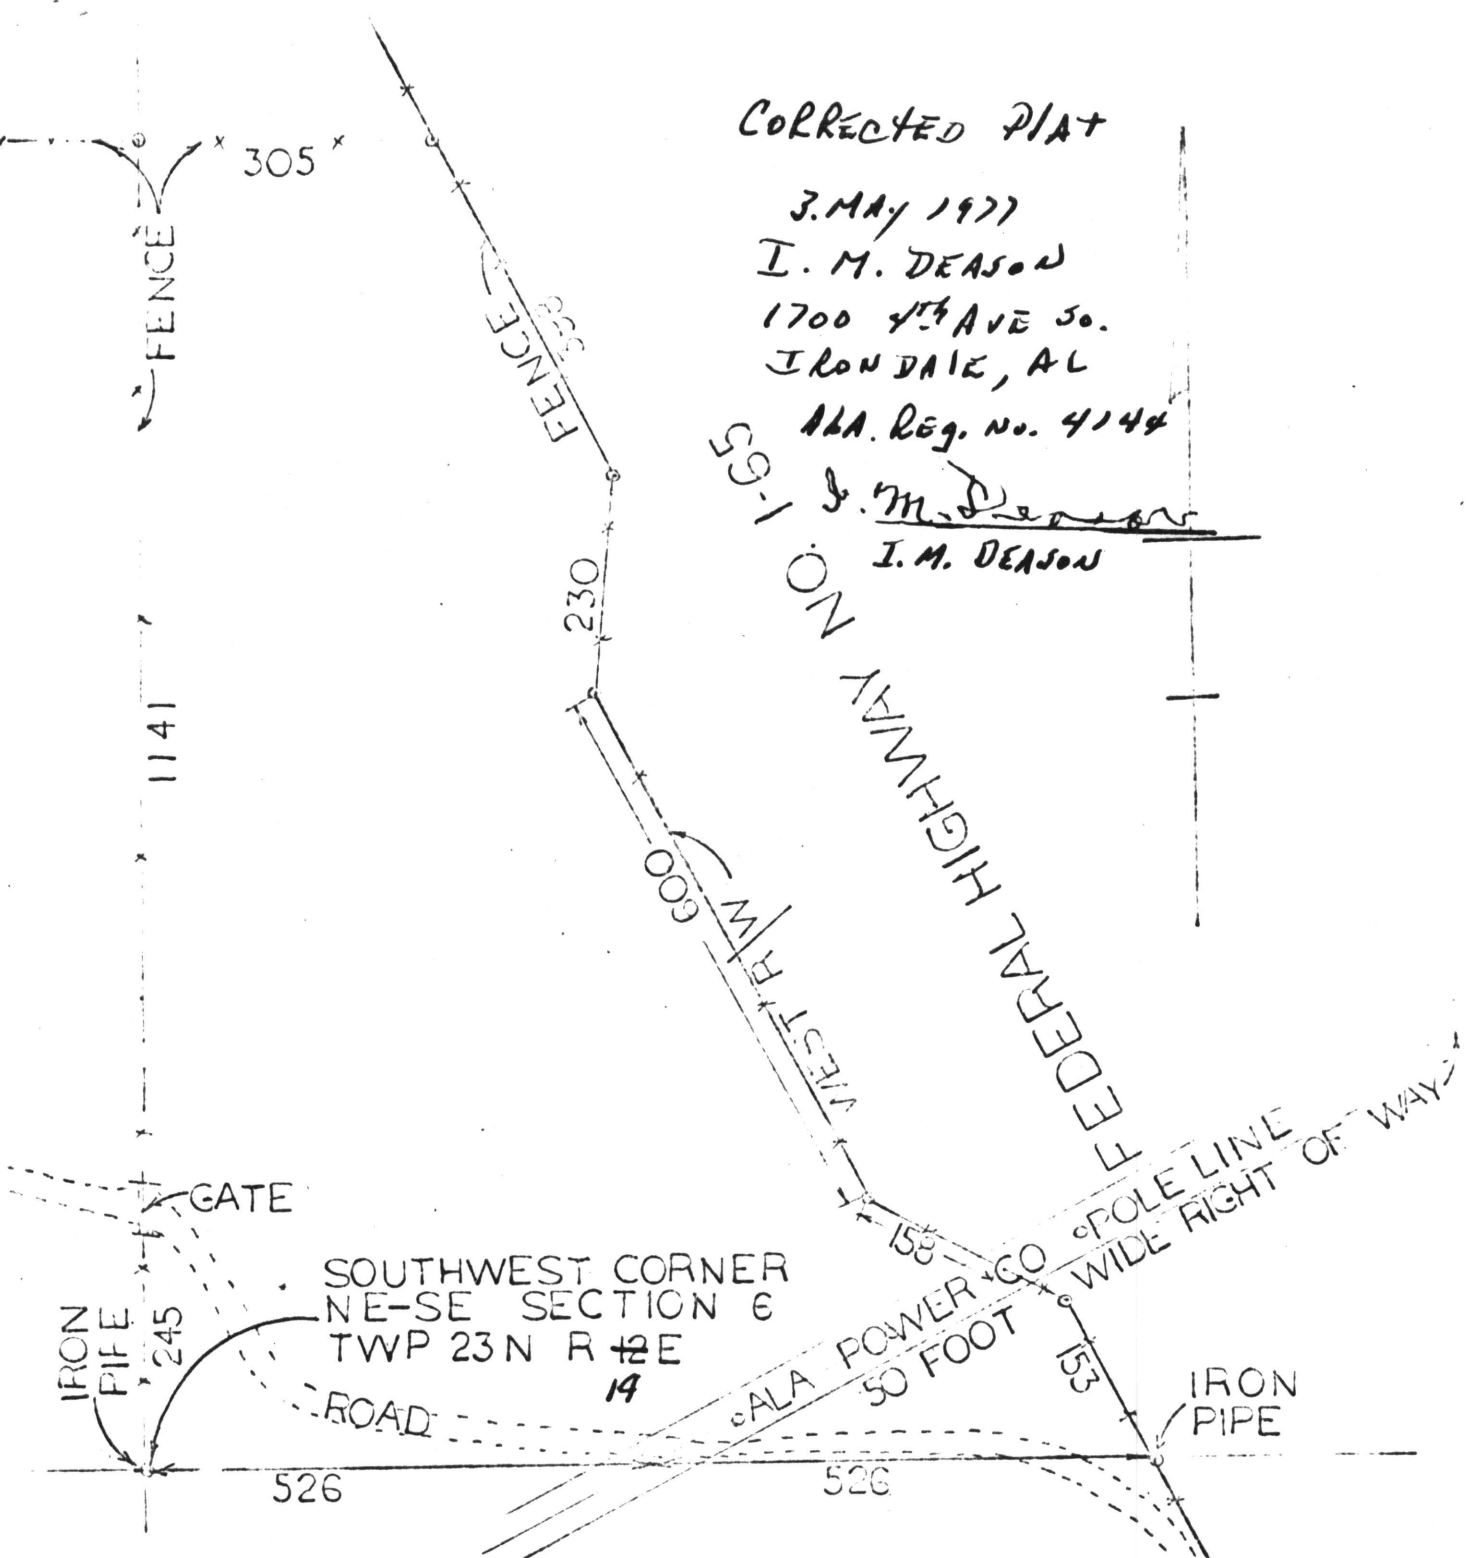 CORRECTED PlAt
3.MAy 1977
I. M. DEASON
1700 4th AVE So.
IRONDAlE, AL
AlA. Reg. No. 4144
I. M. Deason
I.M. DEASON
305
FENCE
FENCE
1141
230
600
WEST R/W
FEDERAL HIGHWAY NO. I-65
GATE
SOUTHWEST CORNER
NE-SE SECTION 6
TWP 23N R 12E
14
IRON
PIPE
245
ROAD
526
526
158
153
ALA POWER CO POLE LINE
50 FOOT WIDE RIGHT OF WAY
IRON
PIPE